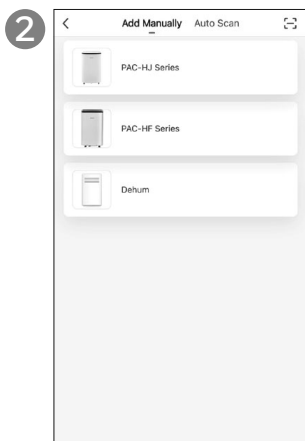 2
Add Manually Auto Scan
PAC-HJ Series
PAC-HF Series
Dehum